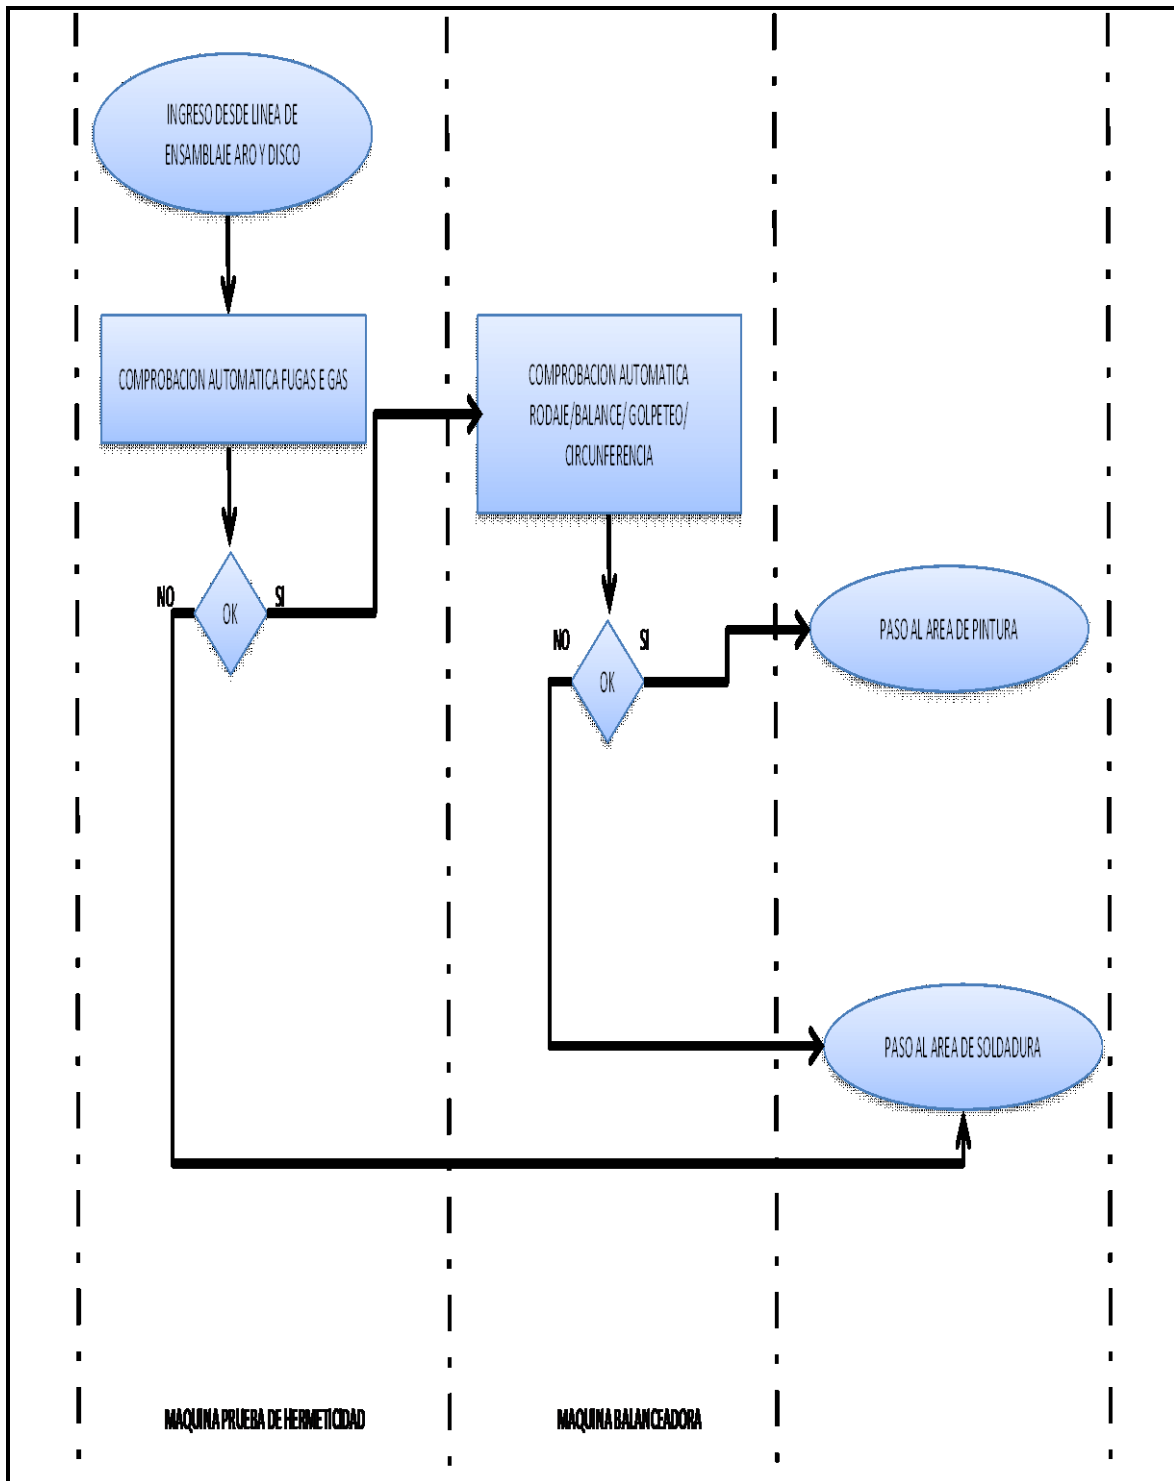 INGRESO DESDE LINEA DE
ENSAMBLAJE ARO Y DISCO
COMPROBACION AUTOMATICA FUGAS E GAS
OK
NO
SI
COMPROBACION AUTOMATICA
RODAJE/BALANCE/ GOLPETEO/
CIRCUNFERENCIA
OK
NO
SI
PASO AL AREA DE PINTURA
PASO AL AREA DE SOLDADURA
MAQUINA PRUEBA DE HERMETICIDAD
MAQUINA BALANCEADORA